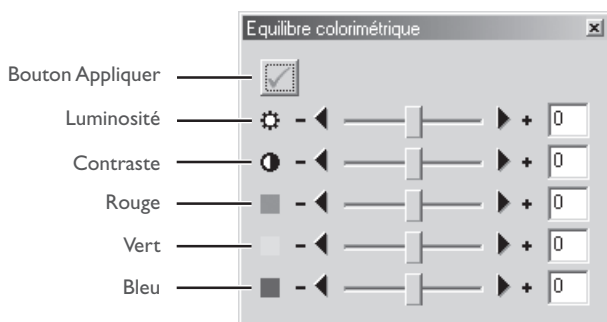 Equilibre colorimétrique
Bouton Appliquer
Luminosité - + 0
Contraste - + 0
Rouge - + 0
Vert - + 0
Bleu - + 0